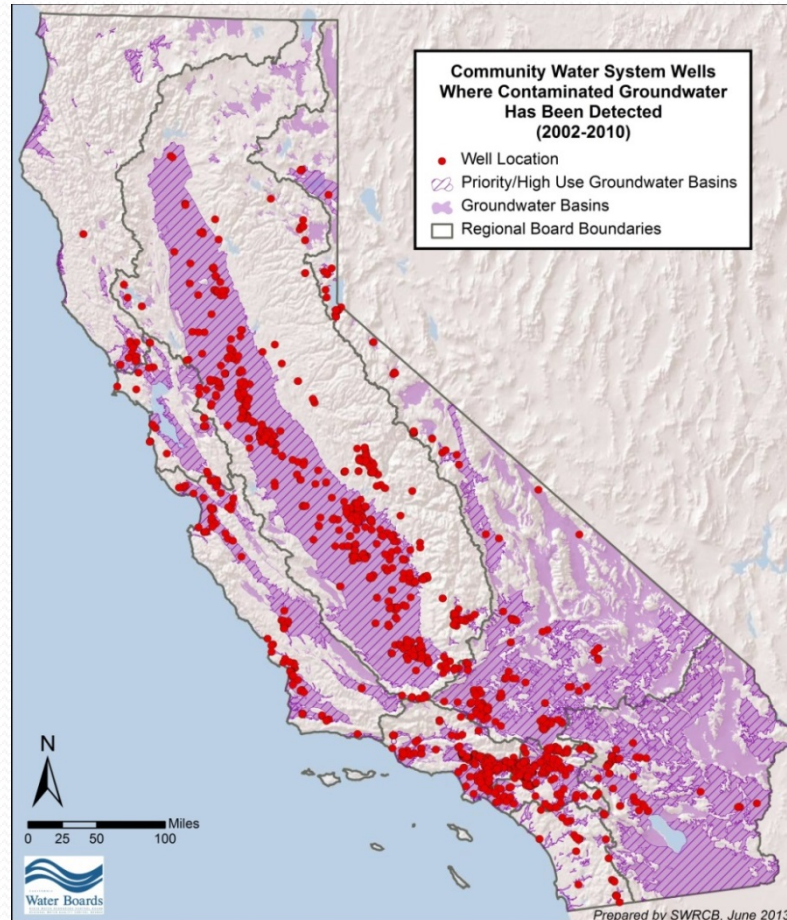 Community Water System Wells
Where Contaminated Groundwater
Has Been Detected
(2002-2010)
Well Location
Priority/High Use Groundwater Basins
Groundwater Basins
Regional Board Boundaries
N
Miles
0 25 50 100
CALIFORNIA
Water Boards
Prepared by SWRCB, June 2013